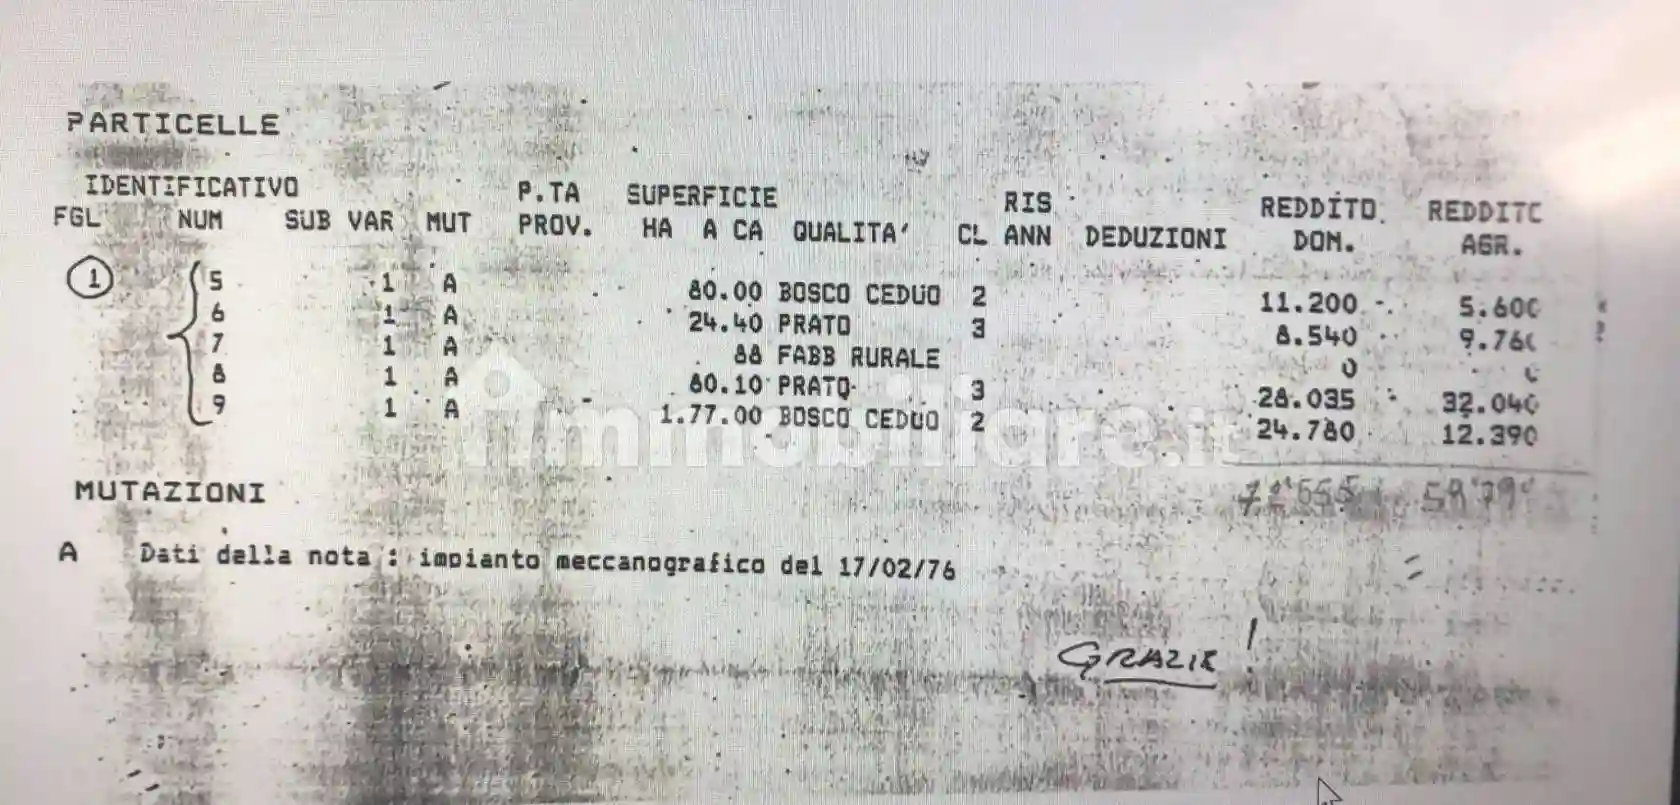 PARTICELLE
IDENTIFICATIVO P.TA SUPERFICIE RIS REDDITO REDDITO
FGL NUM SUB VAR MUT PROV. HA A CA QUALITA' CL ANN DEDUZIONI DOM. AGR.
1 5 1 A 80.00 BOSCO CEDUO 2 11.200 5.600
6 1 A 24.40 PRATO 3 8.540 9.760
7 1 A 88 FABB RURALE 0 0
8 1 A 80.10 PRATO 3 28.035 32.040
9 1 A 1.77.00 BOSCO CEDUO 2 24.780 12.390
immobiliare.it
MUTAZIONI
A Dati della nota : impianto meccanografico del 17/02/76
GRAZIE !